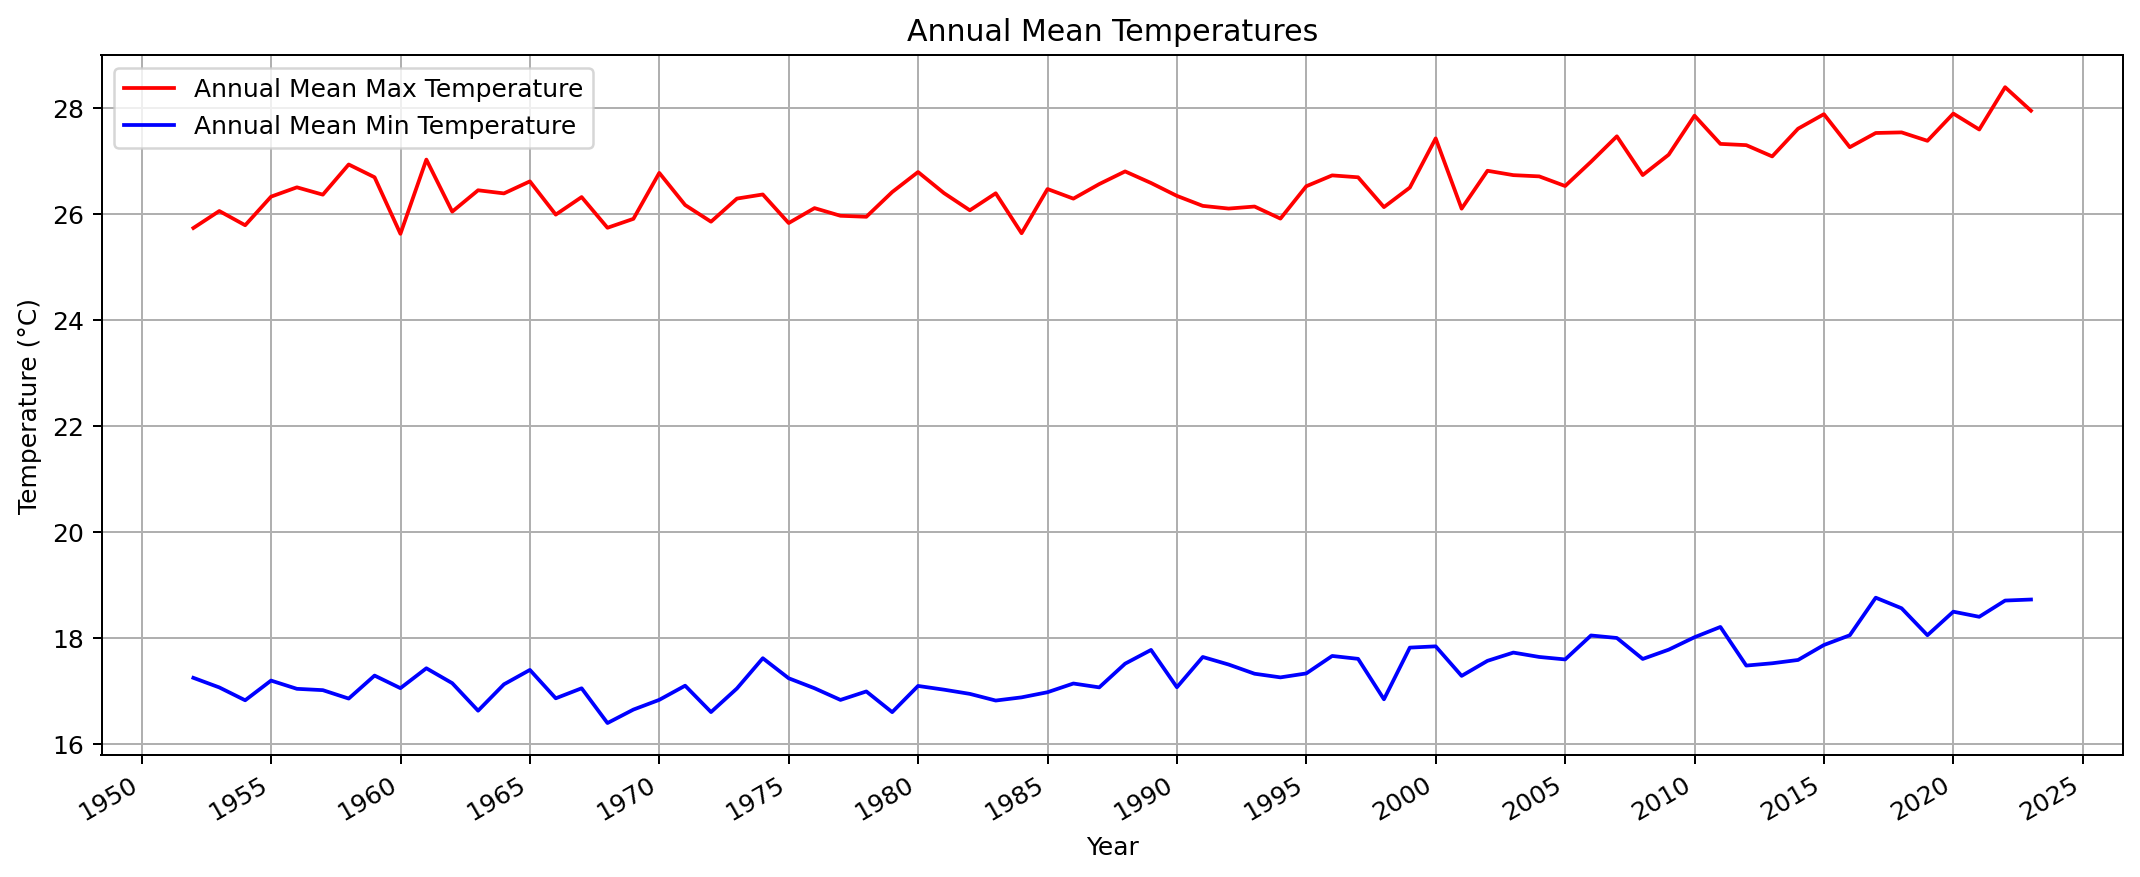 Annual Mean Temperatures
Annual Mean Max Temperature
Annual Mean Min Temperature
Temperature (°C)
28
26
24
22
20
18
16
1950 1955 1960 1965 1970 1975 1980 1985 1990 1995 2000 2005 2010 2015 2020 2025
Year